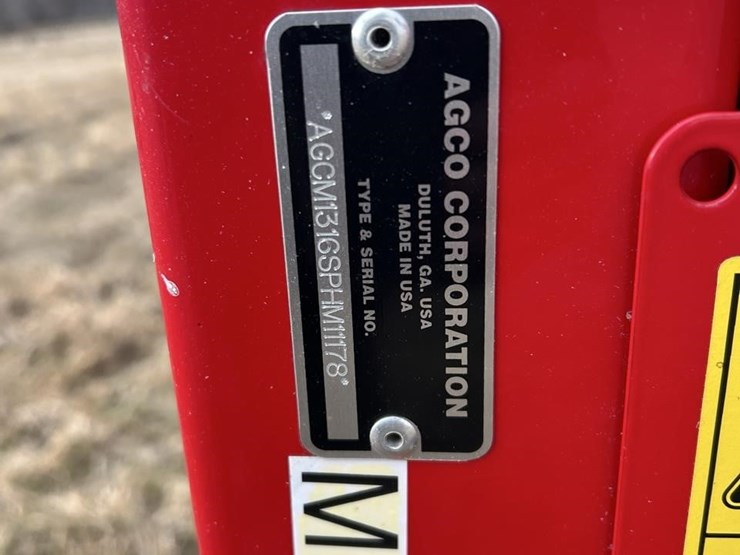 AGCO CORPORATION
DULUTH, GA. USA
MADE IN USA
TYPE & SERIAL NO.
*AGCM1316SPHM11178*
M